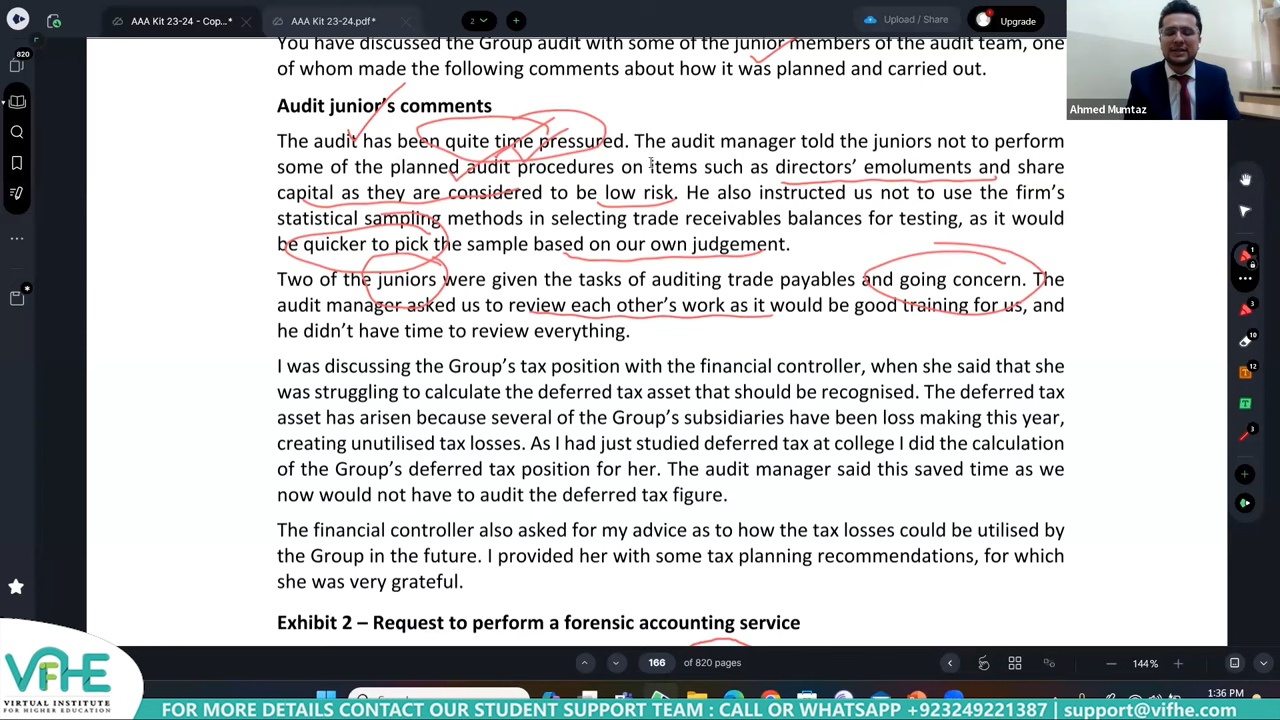 AAA Kit 23-24 - Cop...*
AAA Kit 23-24.pdf*
2
Upload / Share
Upgrade
820
You have discussed the Group audit with some of the junior members of the audit team, one
of whom made the following comments about how it was planned and carried out.
Ahmed Mumtaz
Audit junior's comments
The audit has been quite time pressured. The audit manager told the juniors not to perform
some of the planned audit procedures on items such as directors' emoluments and share
capital as they are considered to be low risk. He also instructed us not to use the firm's
statistical sampling methods in selecting trade receivables balances for testing, as it would
be quicker to pick the sample based on our own judgement.
Two of the juniors were given the tasks of auditing trade payables and going concern. The
audit manager asked us to review each other's work as it would be good training for us, and
he didn't have time to review everything.
I was discussing the Group's tax position with the financial controller, when she said that she
was struggling to calculate the deferred tax asset that should be recognised. The deferred tax
asset has arisen because several of the Group's subsidiaries have been loss making this year,
creating unutilised tax losses. As I had just studied deferred tax at college I did the calculation
of the Group's deferred tax position for her. The audit manager said this saved time as we
now would not have to audit the deferred tax figure.
The financial controller also asked for my advice as to how the tax losses could be utilised by
the Group in the future. I provided her with some tax planning recommendations, for which
she was very grateful.
Exhibit 2 – Request to perform a forensic accounting service
166 of 820 pages
144%
1:36 PM
VIFHE
VIRTUAL INSTITUTE
FOR HIGHER EDUCATION
FOR MORE DETAILS CONTACT OUR STUDENT SUPPORT TEAM : CALL OR WHATSAPP +923249221387 | support@vifhe.com